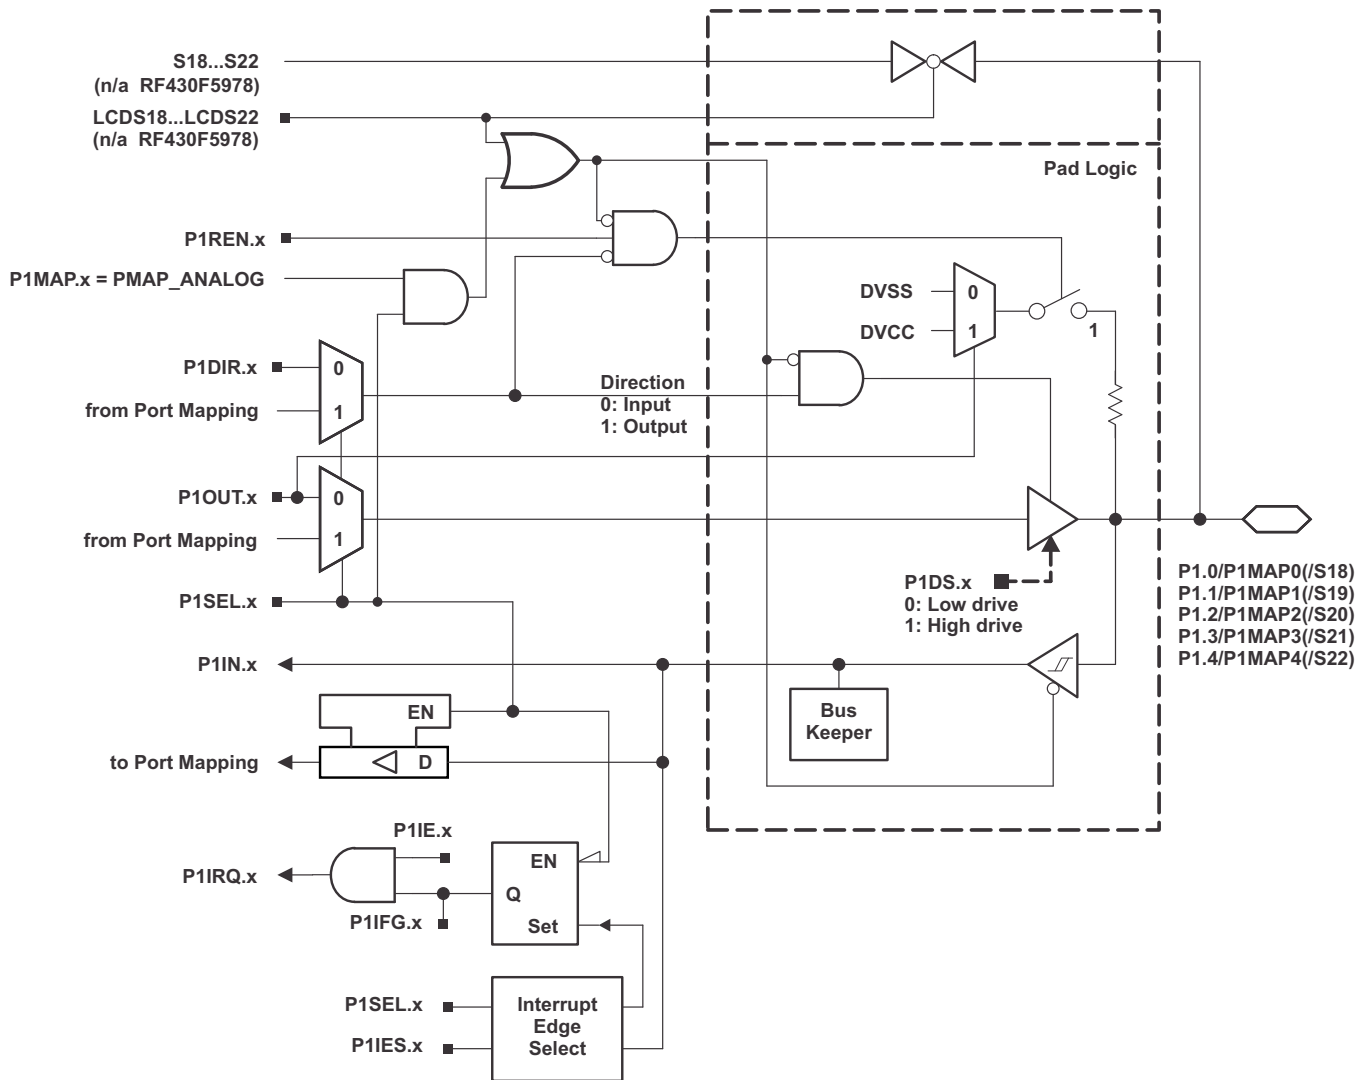 S18...S22
(n/a RF430F5978)
LCDS18...LCDS22
(n/a RF430F5978)
Pad Logic
P1REN.x
P1MAP.x = PMAP_ANALOG
DVSS
0
DVCC
1
1
P1DIR.x
0
from Port Mapping
1
Direction
0: Input
1: Output
P1OUT.x
0
from Port Mapping
1
P1DS.x
0: Low drive
1: High drive
P1.0/P1MAP0(/S18)
P1.1/P1MAP1(/S19)
P1.2/P1MAP2(/S20)
P1.3/P1MAP3(/S21)
P1.4/P1MAP4(/S22)
P1SEL.x
P1IN.x
EN
Bus
Keeper
to Port Mapping
D
P1IE.x
EN
P1IRQ.x
Q
P1IFG.x
Set
P1SEL.x
P1IES.x
Interrupt
Edge
Select